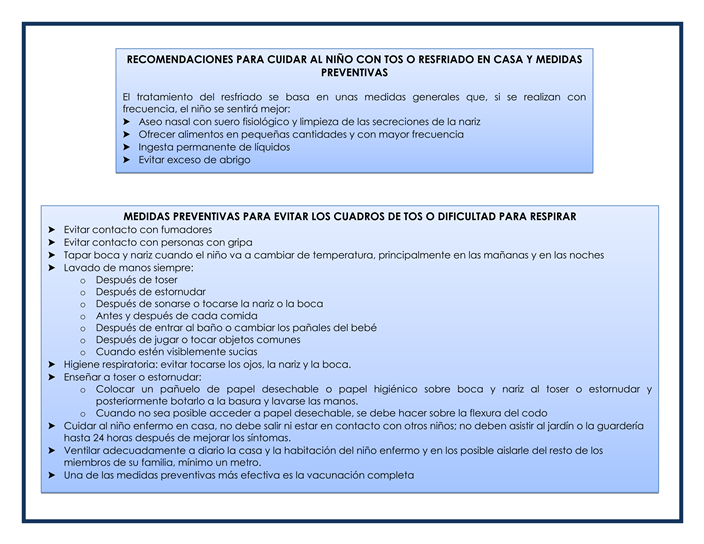 RECOMENDACIONES PARA CUIDAR AL NIÑO CON TOS O RESFRIADO EN CASA Y MEDIDAS
PREVENTIVAS
El tratamiento del resfriado se basa en unas medidas generales que, si se realizan con
frecuencia, el niño se sentirá mejor:
➤ Aseo nasal con suero fisiológico y limpieza de las secreciones de la nariz
➤ Ofrecer alimentos en pequeñas cantidades y con mayor frecuencia
➤ Ingesta permanente de líquidos
➤ Evitar exceso de abrigo
MEDIDAS PREVENTIVAS PARA EVITAR LOS CUADROS DE TOS O DIFICULTAD PARA RESPIRAR
➤ Evitar contacto con fumadores
➤ Evitar contacto con personas con gripa
➤ Tapar boca y nariz cuando el niño va a cambiar de temperatura, principalmente en las mañanas y en las noches
➤ Lavado de manos siempre:
o Después de toser
o Después de estornudar
o Después de sonarse o tocarse la nariz o la boca
o Antes y después de cada comida
o Después de entrar al baño o cambiar los pañales del bebé
o Después de jugar o tocar objetos comunes
o Cuando estén visiblemente sucias
➤ Higiene respiratoria: evitar tocarse los ojos, la nariz y la boca.
➤ Enseñar a toser o estornudar:
o Colocar un pañuelo de papel desechable o papel higiénico sobre boca y nariz al toser o estornudar y
posteriormente botarlo a la basura y lavarse las manos.
o Cuando no sea posible acceder a papel desechable, se debe hacer sobre la flexura del codo
➤ Cuidar al niño enfermo en casa, no debe salir ni estar en contacto con otros niños; no deben asistir al jardín o la guardería
hasta 24 horas después de mejorar los síntomas.
➤ Ventilar adecuadamente a diario la casa y la habitación del niño enfermo y en los posible aislarle del resto de los
miembros de su familia, mínimo un metro.
➤ Una de las medidas preventivas más efectiva es la vacunación completa